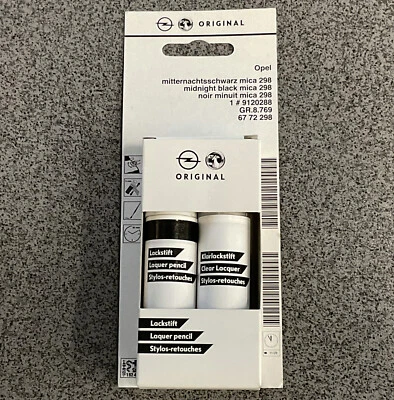 ORIGINAL
Opel
mitternachtsschwarz mica 298
midnight black mica 298
noir minuit mica 298
1 # 9120288
GR.8.769
67 72 298
ORIGINAL
Lackstift
Laquer pencil
Stylos-retouches
Klarlackstift
Clear Lacquer
Stylos-retouches
Lackstift
Laquer pencil
Stylos-retouches